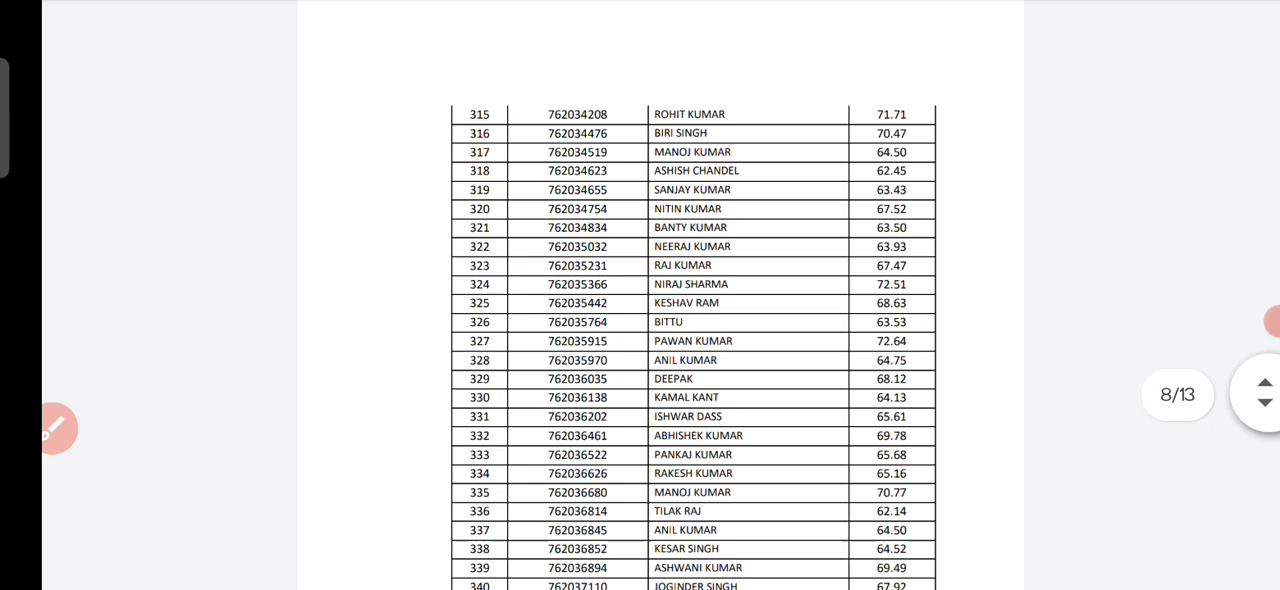 315 762034208 ROHIT KUMAR 71.71
316 762034476 BIRI SINGH 70.47
317 762034519 MANOJ KUMAR 64.50
318 762034623 ASHISH CHANDEL 62.45
319 762034655 SANJAY KUMAR 63.43
320 762034754 NITIN KUMAR 67.52
321 762034834 BANTY KUMAR 63.50
322 762035032 NEERAJ KUMAR 63.93
323 762035231 RAJ KUMAR 67.47
324 762035366 NIRAJ SHARMA 72.51
325 762035442 KESHAV RAM 68.63
326 762035764 BITTU 63.53
327 762035915 PAWAN KUMAR 72.64
328 762035970 ANIL KUMAR 64.75
329 762036035 DEEPAK 68.12
330 762036138 KAMAL KANT 64.13
8/13
331 762036202 ISHWAR DASS 65.61
332 762036461 ABHISHEK KUMAR 69.78
333 762036522 PANKAJ KUMAR 65.68
334 762036626 RAKESH KUMAR 65.16
335 762036680 MANOJ KUMAR 70.77
336 762036814 TILAK RAJ 62.14
337 762036845 ANIL KUMAR 64.50
338 762036852 KESAR SINGH 64.52
339 762036894 ASHWANI KUMAR 69.49
340 762037110 JOGINDER SINGH 67.92